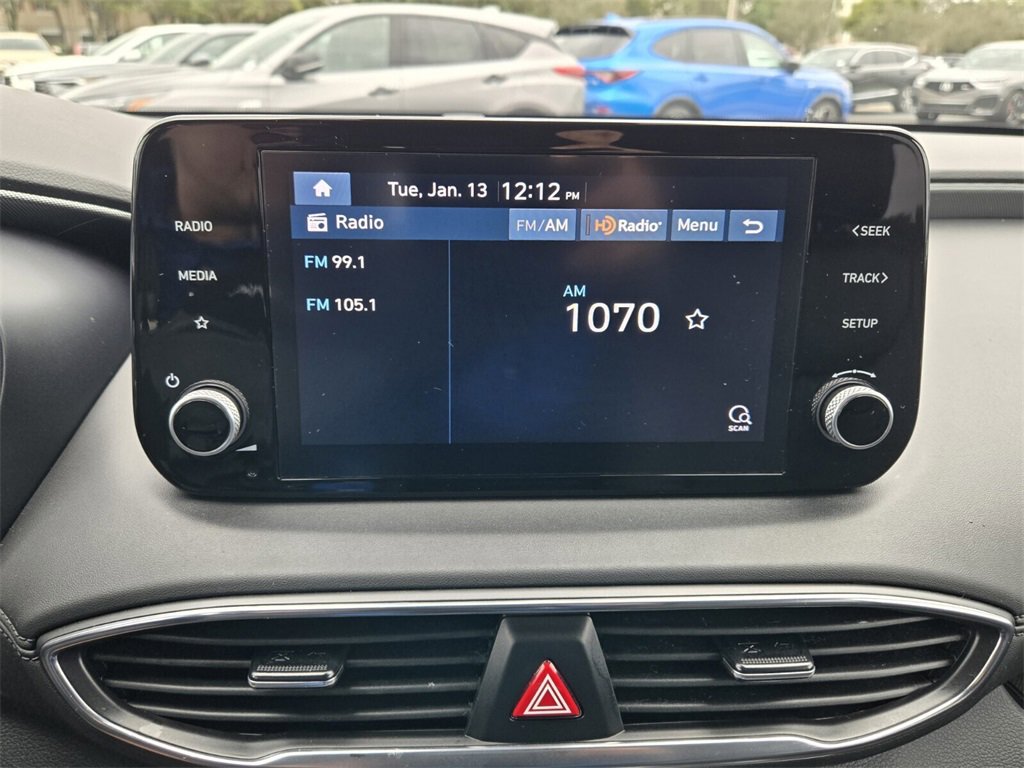 Tue, Jan. 13 12:12 PM
Radio FM/AM HD Radio Menu
RADIO
MEDIA
FM 99.1
FM 105.1
AM
1070
SCAN
<SEEK
TRACK>
SETUP